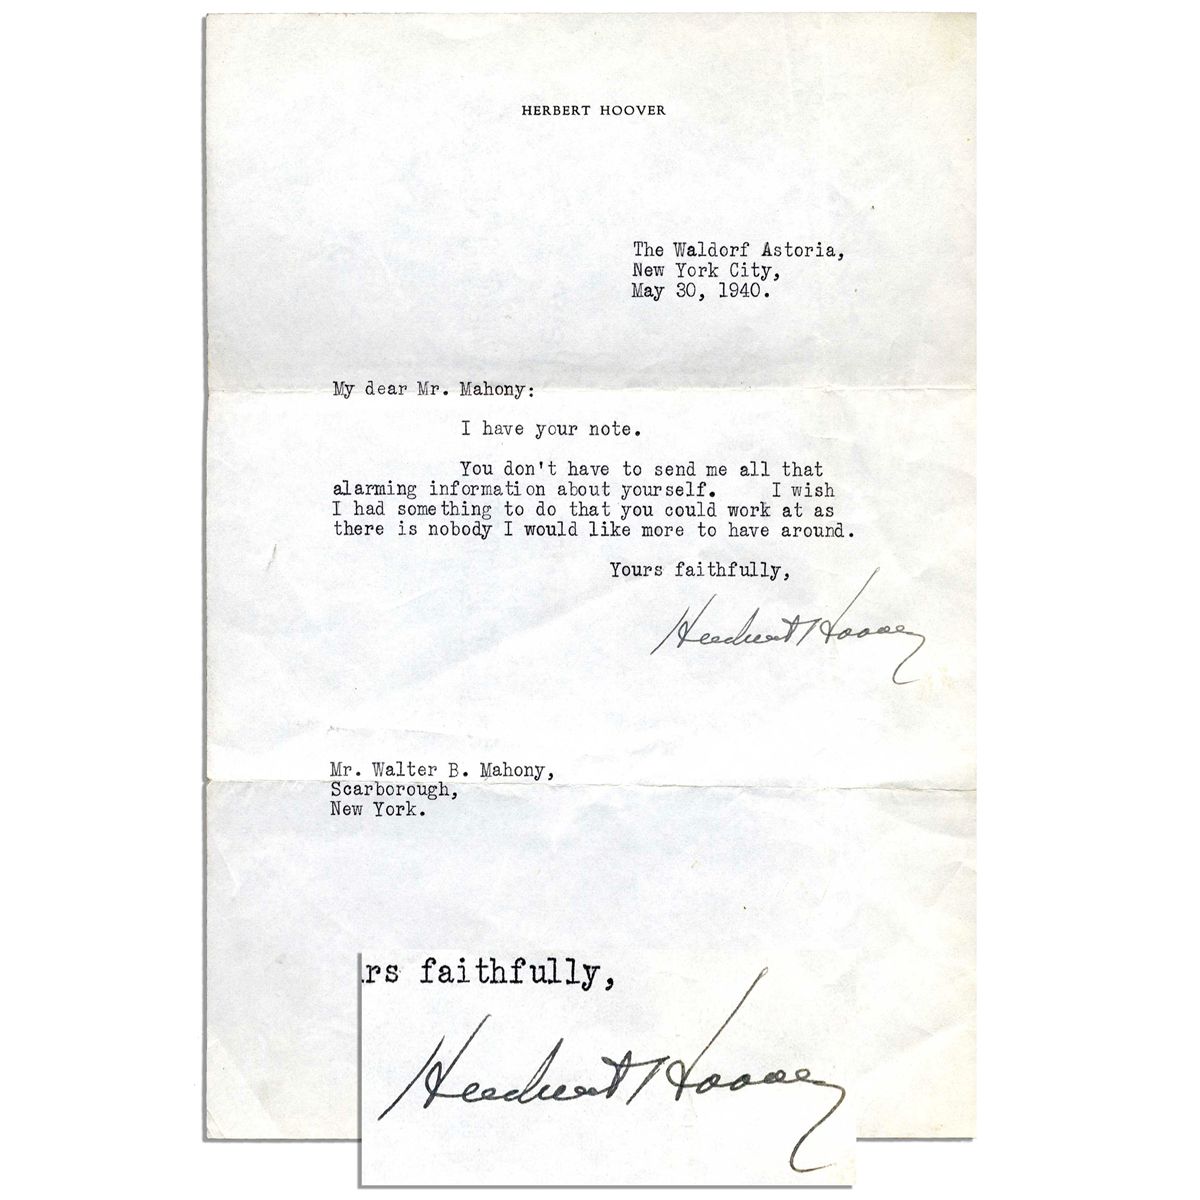 HERBERT HOOVER
The Waldorf Astoria,
New York City,
May 30, 1940.
My dear Mr. Mahony:
I have your note.
You don't have to send me all that
alarming information about yourself. I wish
I had something to do that you could work at as
there is nobody I would like more to have around.
Yours faithfully,
Herbert Hoover
Mr. Walter B. Mahony,
Scarborough,
New York.
rs faithfully,
Herbert Hoover